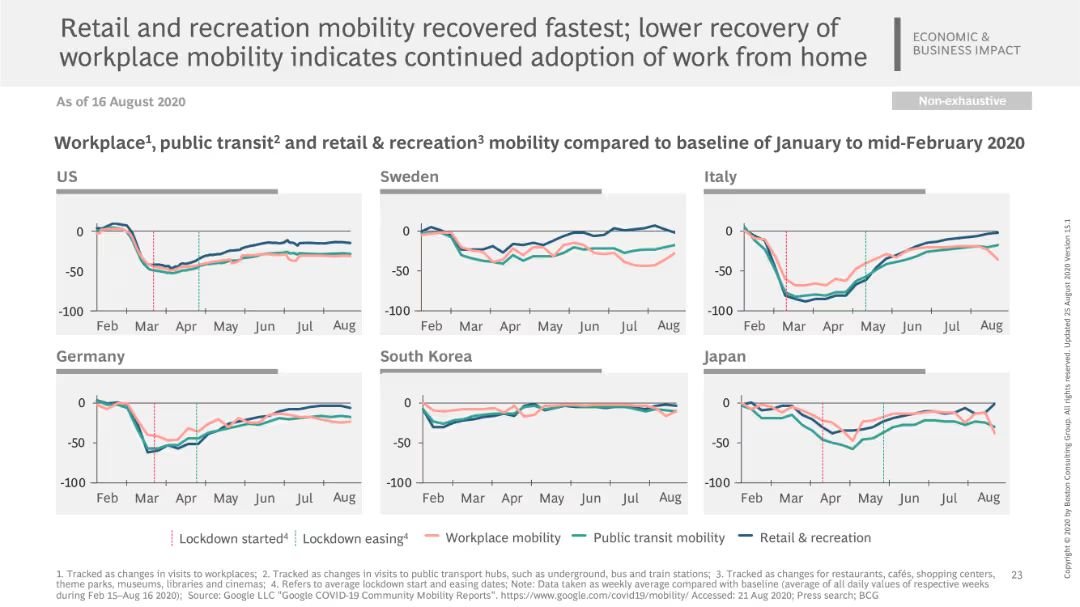 Retail and recreation mobility recovered fastest; lower recovery of
workplace mobility indicates continued adoption of work from home
ECONOMIC &
BUSINESS IMPACT
As of 16 August 2020
Non-exhaustive
Workplace¹, public transit² and retail & recreation³ mobility compared to baseline of January to mid-February 2020
US
0
-50
-100
Feb Mar Apr May Jun Jul Aug
Sweden
0
-50
-100
Feb Mar Apr May Jun Jul Aug
Italy
0
-50
-100
Feb Mar Apr May Jun Jul Aug
Germany
0
-50
-100
Feb Mar Apr May Jun Jul Aug
South Korea
0
-50
-100
Feb Mar Apr May Jun Jul Aug
Japan
0
-50
-100
Feb Mar Apr May Jun Jul Aug
Lockdown started⁴ Lockdown easing⁴ Workplace mobility Public transit mobility Retail & recreation
1. Tracked as changes in visits to workplaces; 2. Tracked as changes in visits to public transport hubs, such as underground, bus and train stations; 3. Tracked as changes for restaurants, cafés, shopping centers,
theme parks, museums, libraries and cinemas; 4. Refers to average lockdown start and easing dates; Note: Data taken as weekly average compared with baseline (average of all daily values of respective weeks
during Feb 15–Aug 16 2020); Source: Google LLC "Google COVID-19 Community Mobility Reports". https://www.google.com/covid19/mobility/ Accessed: 21 Aug 2020; Press search; BCG
23
Copyright © 2020 by Boston Consulting Group. All rights reserved. Updated 25 August 2020 Version 15.1